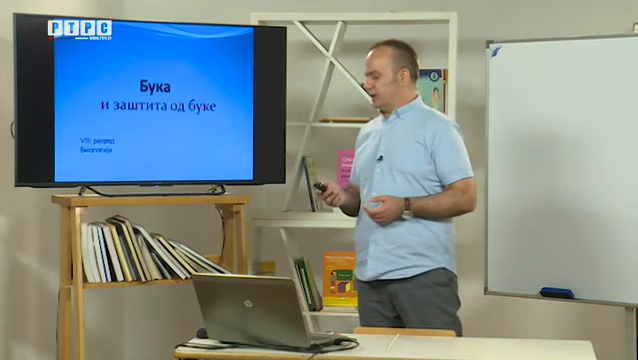 РТРС
Бука
и заштита од буке
VIII разред
Биологија